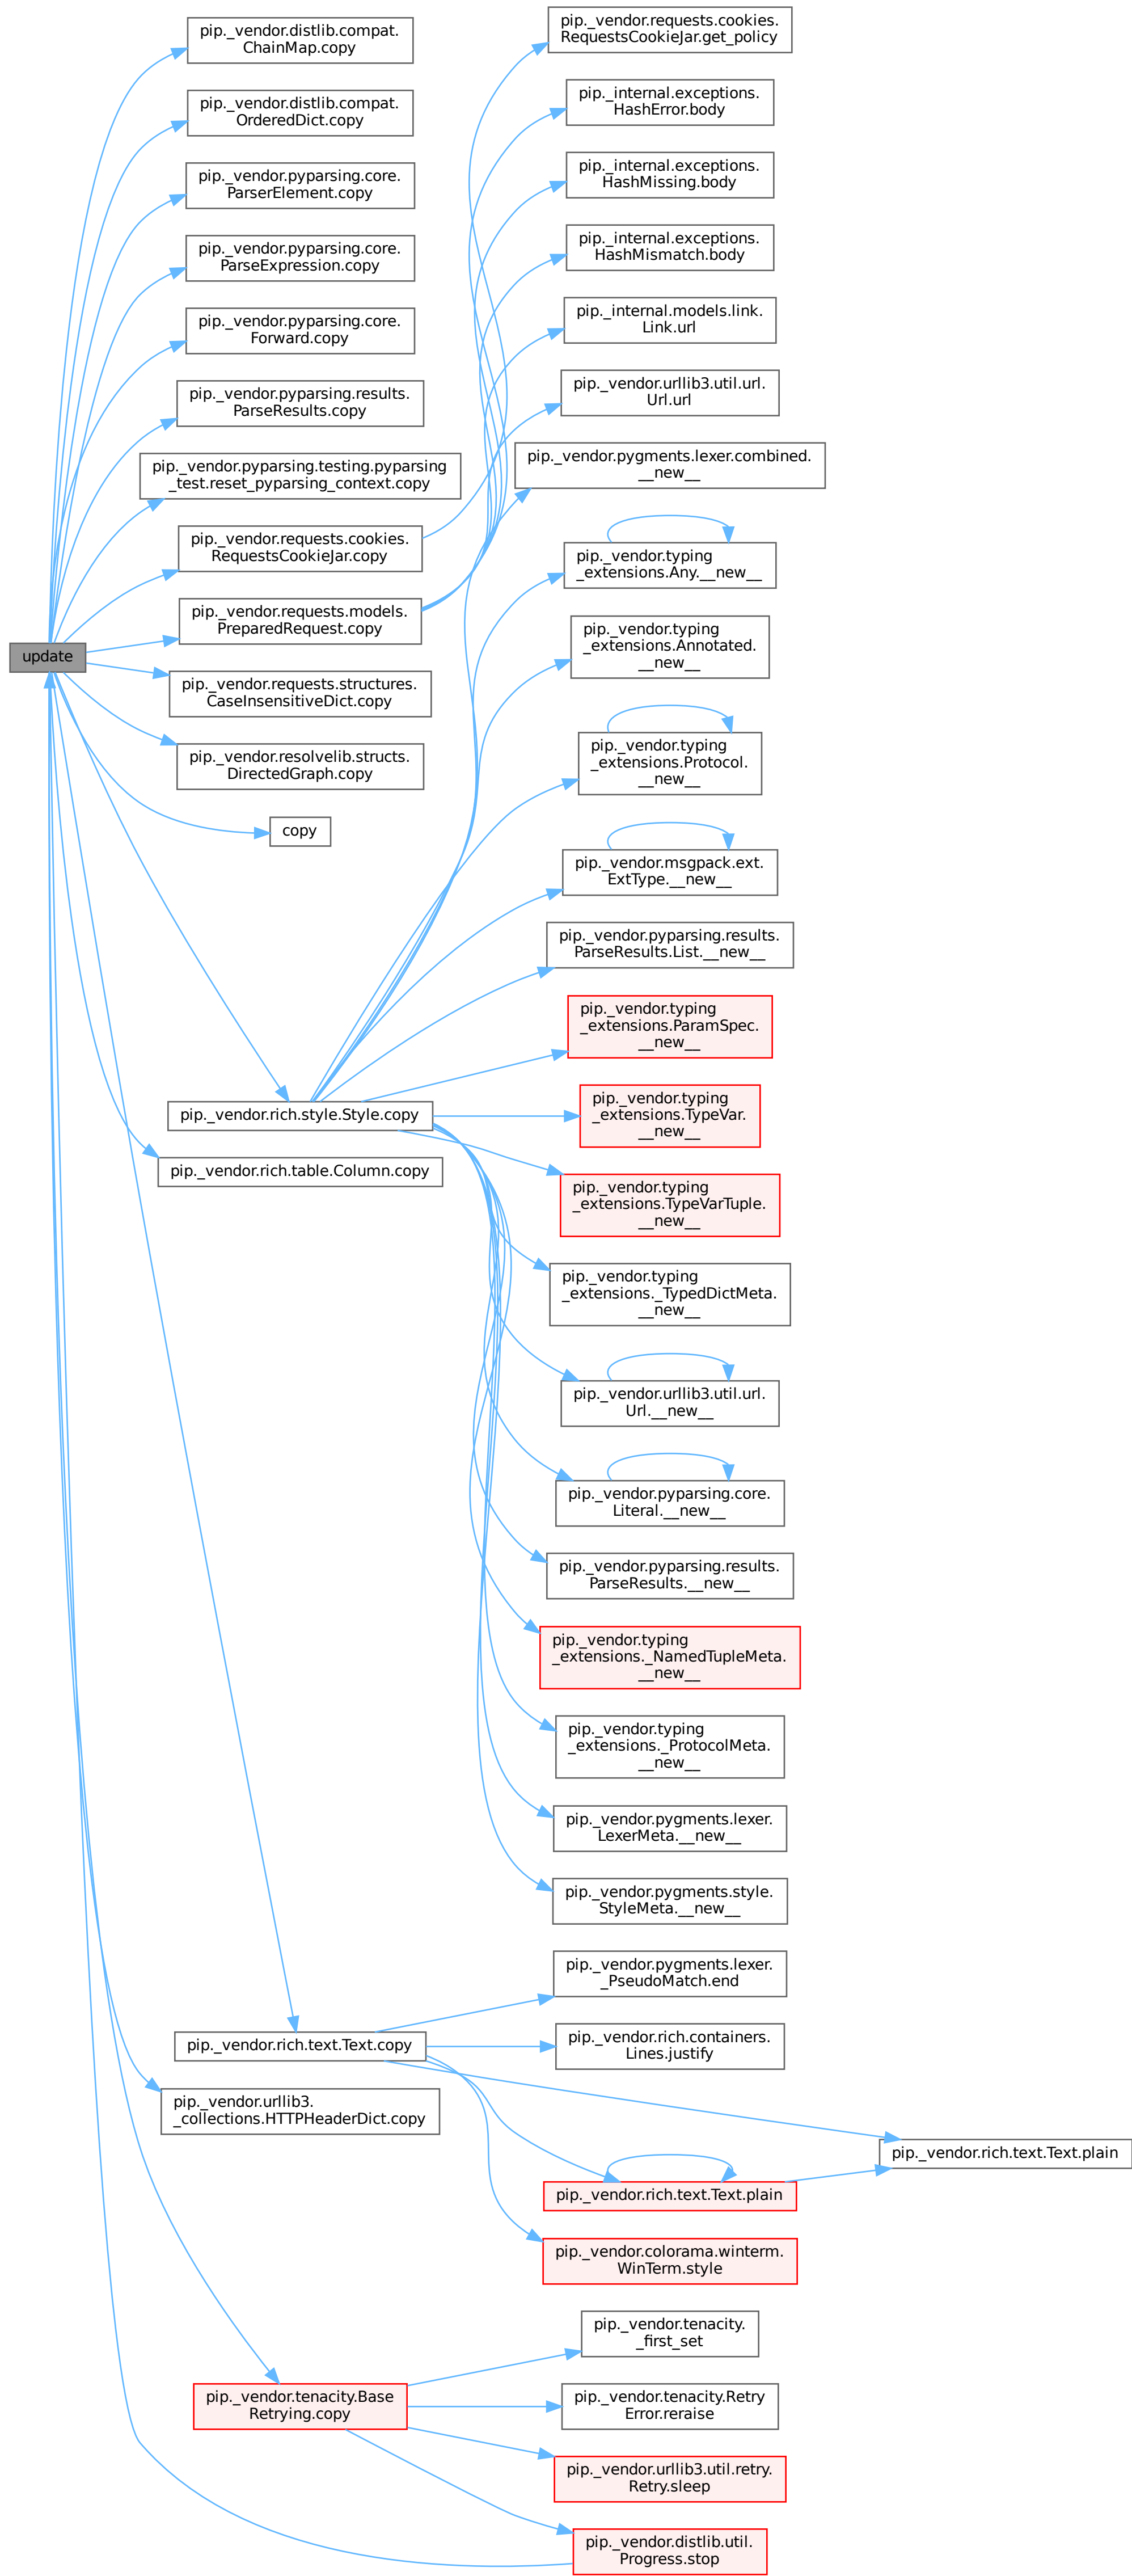 update
pip._vendor.distlib.compat.
ChainMap.copy
pip._vendor.distlib.compat.
OrderedDict.copy
pip._vendor.pyparsing.core.
ParserElement.copy
pip._vendor.pyparsing.core.
ParseExpression.copy
pip._vendor.pyparsing.core.
Forward.copy
pip._vendor.pyparsing.results.
ParseResults.copy
pip._vendor.pyparsing.testing.pyparsing
_test.reset_pyparsing_context.copy
pip._vendor.requests.cookies.
RequestsCookieJar.copy
pip._vendor.requests.models.
PreparedRequest.copy
pip._vendor.requests.structures.
CaseInsensitiveDict.copy
pip._vendor.resolvelib.structs.
DirectedGraph.copy
copy
pip._vendor.rich.style.Style.copy
pip._vendor.rich.table.Column.copy
pip._vendor.rich.text.Text.copy
pip._vendor.urllib3.
_collections.HTTPHeaderDict.copy
pip._vendor.tenacity.Base
Retrying.copy
pip._vendor.requests.cookies.
RequestsCookieJar.get_policy
pip._internal.exceptions.
HashError.body
pip._internal.exceptions.
HashMissing.body
pip._internal.exceptions.
HashMismatch.body
pip._internal.models.link.
Link.url
pip._vendor.urllib3.util.url.
Url.url
pip._vendor.pygments.lexer.combined.
__new__
pip._vendor.typing
_extensions.Any.__new__
pip._vendor.typing
_extensions.Annotated.
__new__
pip._vendor.typing
_extensions.Protocol.
__new__
pip._vendor.msgpack.ext.
ExtType.__new__
pip._vendor.pyparsing.results.
ParseResults.List.__new__
pip._vendor.typing
_extensions.ParamSpec.
__new__
pip._vendor.typing
_extensions.TypeVar.
__new__
pip._vendor.typing
_extensions.TypeVarTuple.
__new__
pip._vendor.typing
_extensions._TypedDictMeta.
__new__
pip._vendor.urllib3.util.url.
Url.__new__
pip._vendor.pyparsing.core.
Literal.__new__
pip._vendor.pyparsing.results.
ParseResults.__new__
pip._vendor.typing
_extensions._NamedTupleMeta.
__new__
pip._vendor.typing
_extensions._ProtocolMeta.
__new__
pip._vendor.pygments.lexer.
LexerMeta.__new__
pip._vendor.pygments.style.
StyleMeta.__new__
pip._vendor.pygments.lexer.
_PseudoMatch.end
pip._vendor.rich.containers.
Lines.justify
pip._vendor.rich.text.Text.plain
pip._vendor.rich.text.Text.plain
pip._vendor.colorama.winterm.
WinTerm.style
pip._vendor.tenacity.
_first_set
pip._vendor.tenacity.Retry
Error.reraise
pip._vendor.urllib3.util.retry.
Retry.sleep
pip._vendor.distlib.util.
Progress.stop